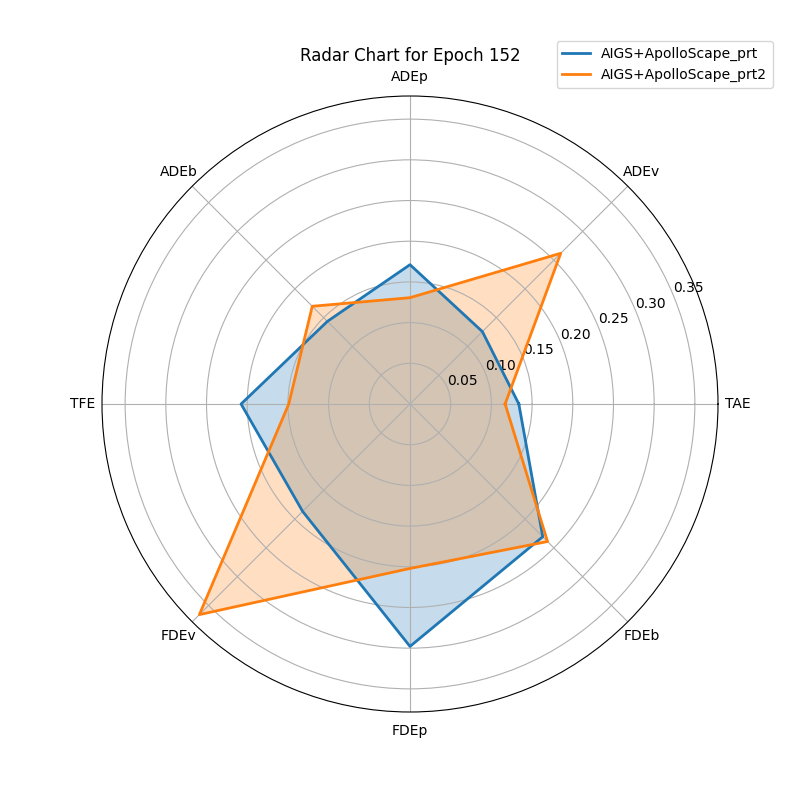 Radar Chart for Epoch 152
AIGS+ApolloScape_prt
AIGS+ApolloScape_prt2
ADEp
ADEb
ADEv
0.35
0.30
0.25
0.20
0.15
0.10
0.05
TFE
TAE
FDEv
FDEb
FDEp